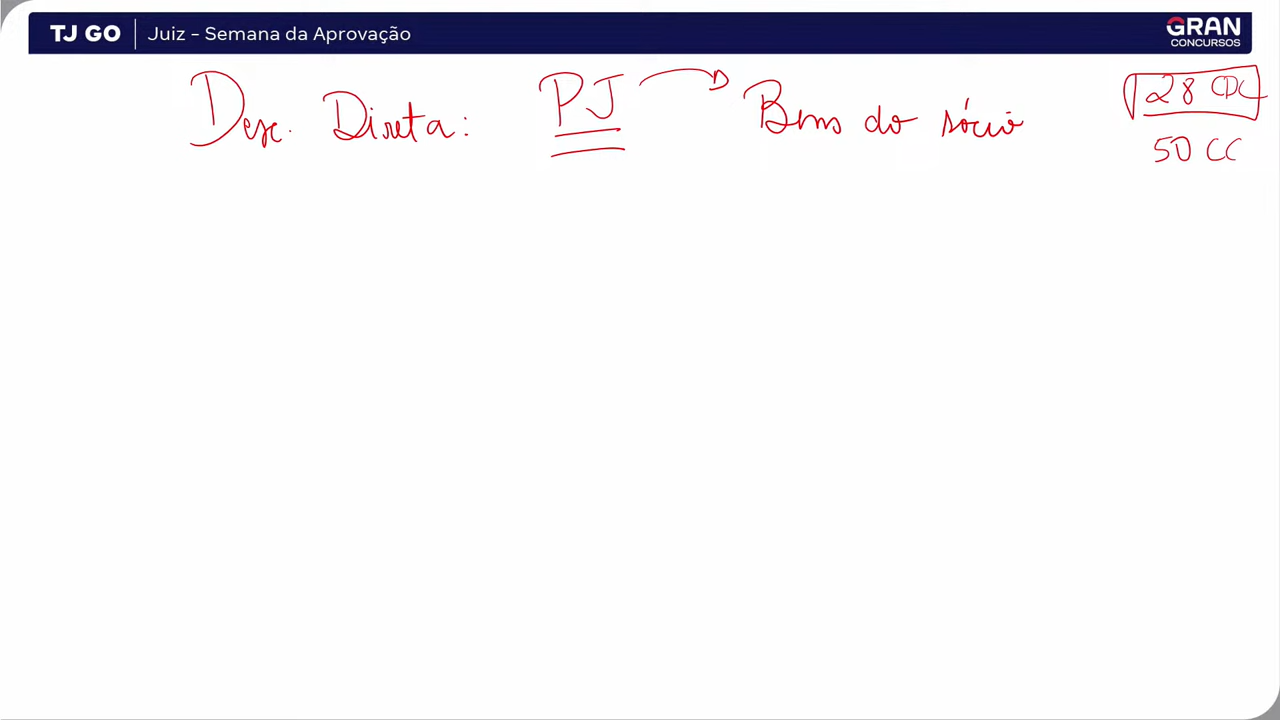 TJ GO Juiz – Semana da Aprovação GRAN CONCURSOS
Desc. Direta: PJ Bens do sócio 28 CDC
50 CC